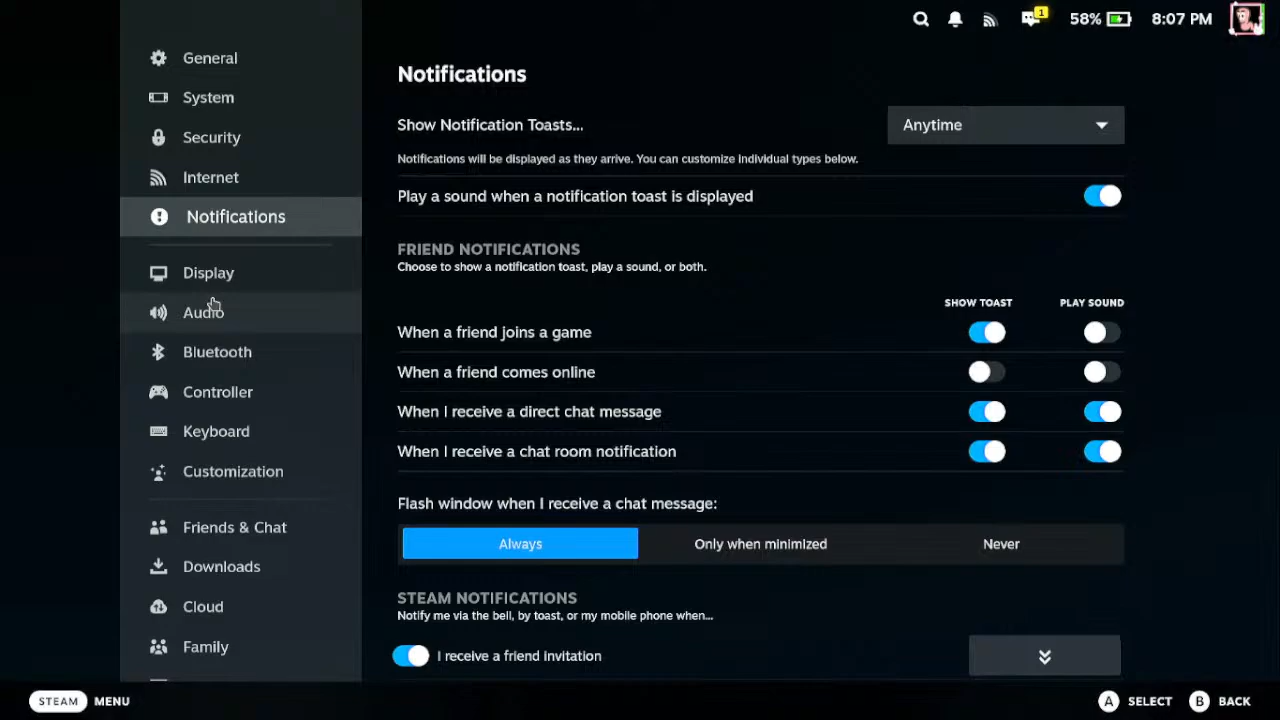 1
58%
8:07 PM
General
System
Security
Internet
Notifications
Display
Audio
Bluetooth
Controller
Keyboard
Customization
Friends & Chat
Downloads
Cloud
Family
Notifications
Show Notification Toasts...
Anytime
Notifications will be displayed as they arrive. You can customize individual types below.
Play a sound when a notification toast is displayed
FRIEND NOTIFICATIONS
Choose to show a notification toast, play a sound, or both.
SHOW TOAST
PLAY SOUND
When a friend joins a game
When a friend comes online
When I receive a direct chat message
When I receive a chat room notification
Flash window when I receive a chat message:
Always
Only when minimized
Never
STEAM NOTIFICATIONS
Notify me via the bell, by toast, or my mobile phone when...
I receive a friend invitation
STEAM MENU
A SELECT
B BACK